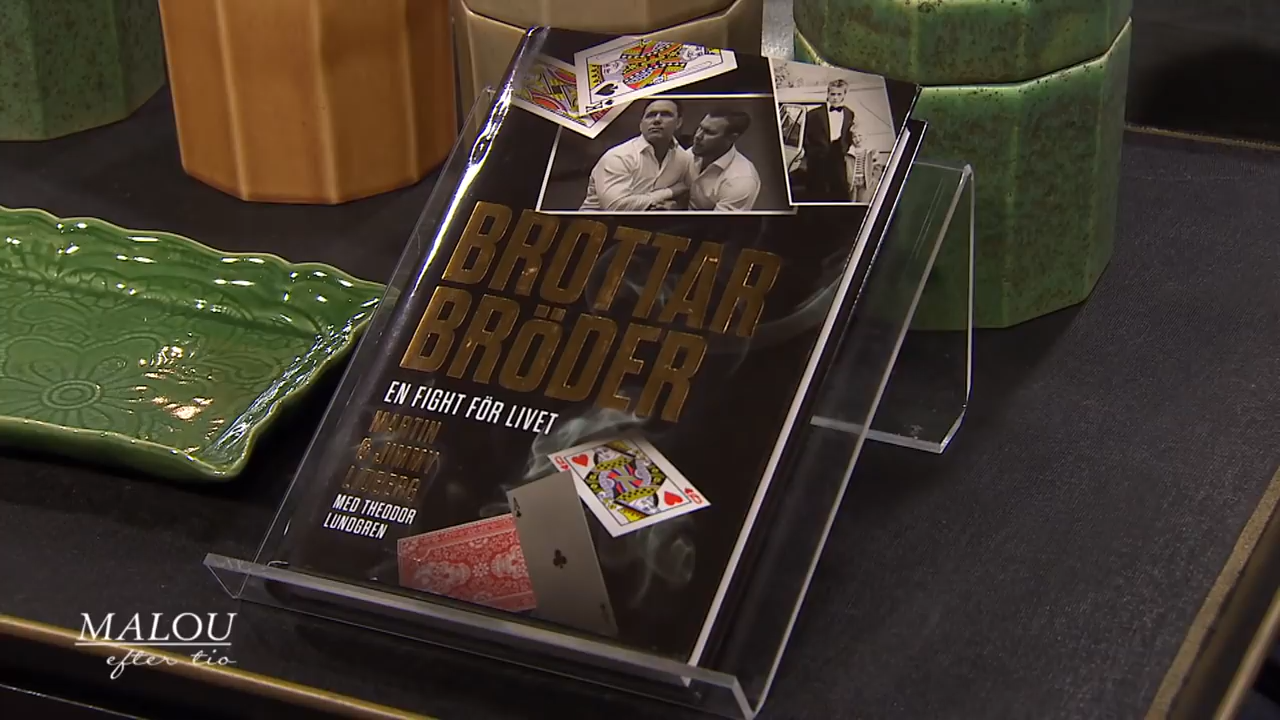 BROTTAR
BRÖDER
EN FIGHT FÖR LIVET
MARTIN
& JIMMY
LIDBERG
MED THEODOR
LUNDGREN
MALOU
efter tio